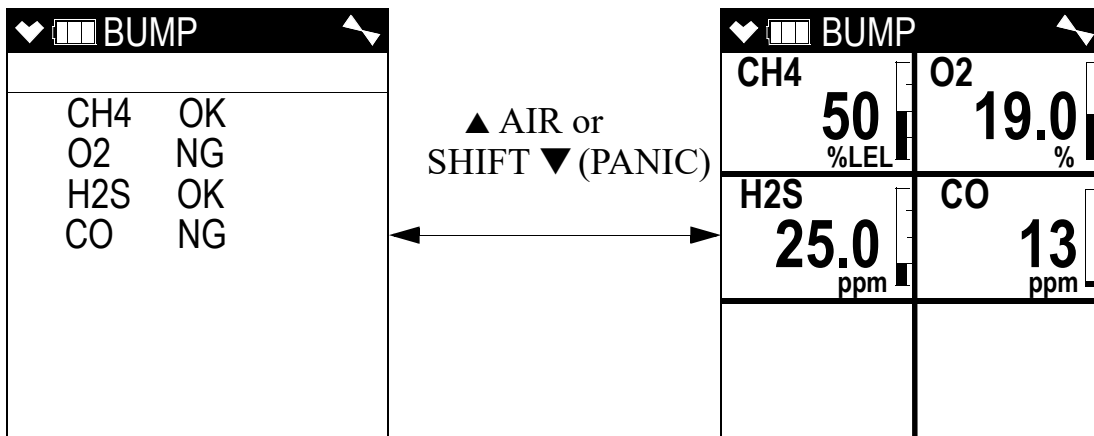 BUMP
CH4 OK
O2 NG
H2S OK
CO NG
▲ AIR or
SHIFT ▼ (PANIC)
BUMP
CH4
50
%LEL
O2
19.0
%
H2S
25.0
ppm
CO
13
ppm